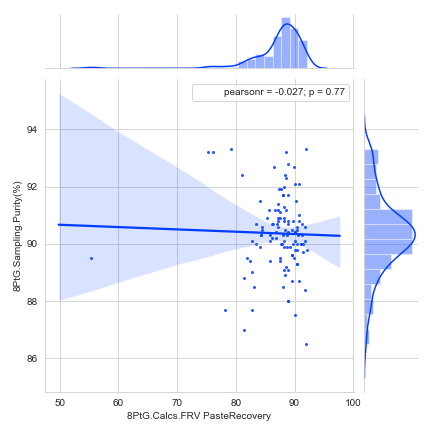 pearsonr = -0.027; p = 0.77
94
92
90
88
86
8PtG.Sampling.Purity(%)
50 60 70 80 90 100
8PtG.Calcs.FRV PasteRecovery